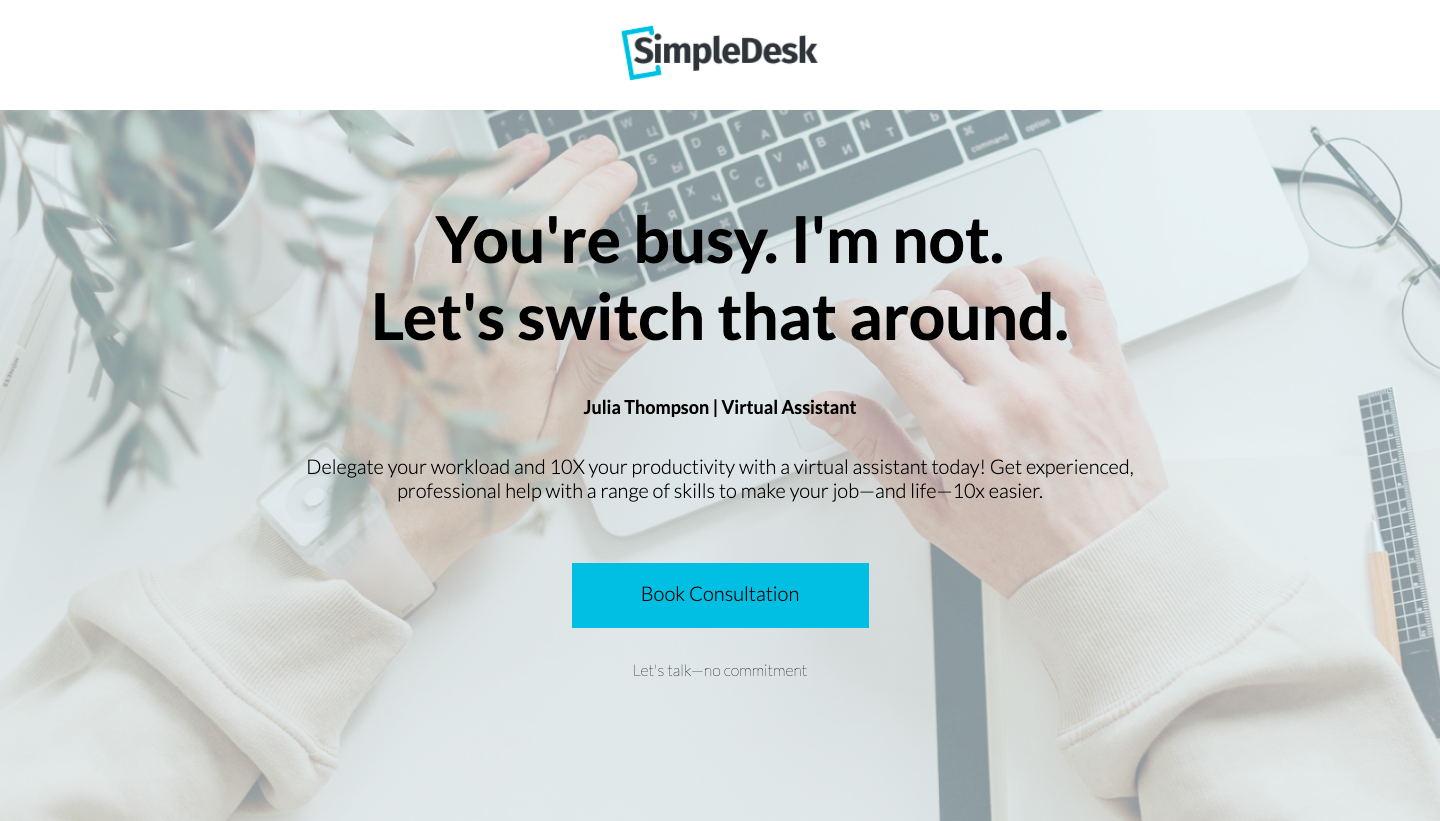 SimpleDesk
You're busy. I'm not.
Let's switch that around.
Julia Thompson | Virtual Assistant
Delegate your workload and 10X your productivity with a virtual assistant today! Get experienced,
professional help with a range of skills to make your job—and life—10x easier.
Book Consultation
Let's talk—no commitment